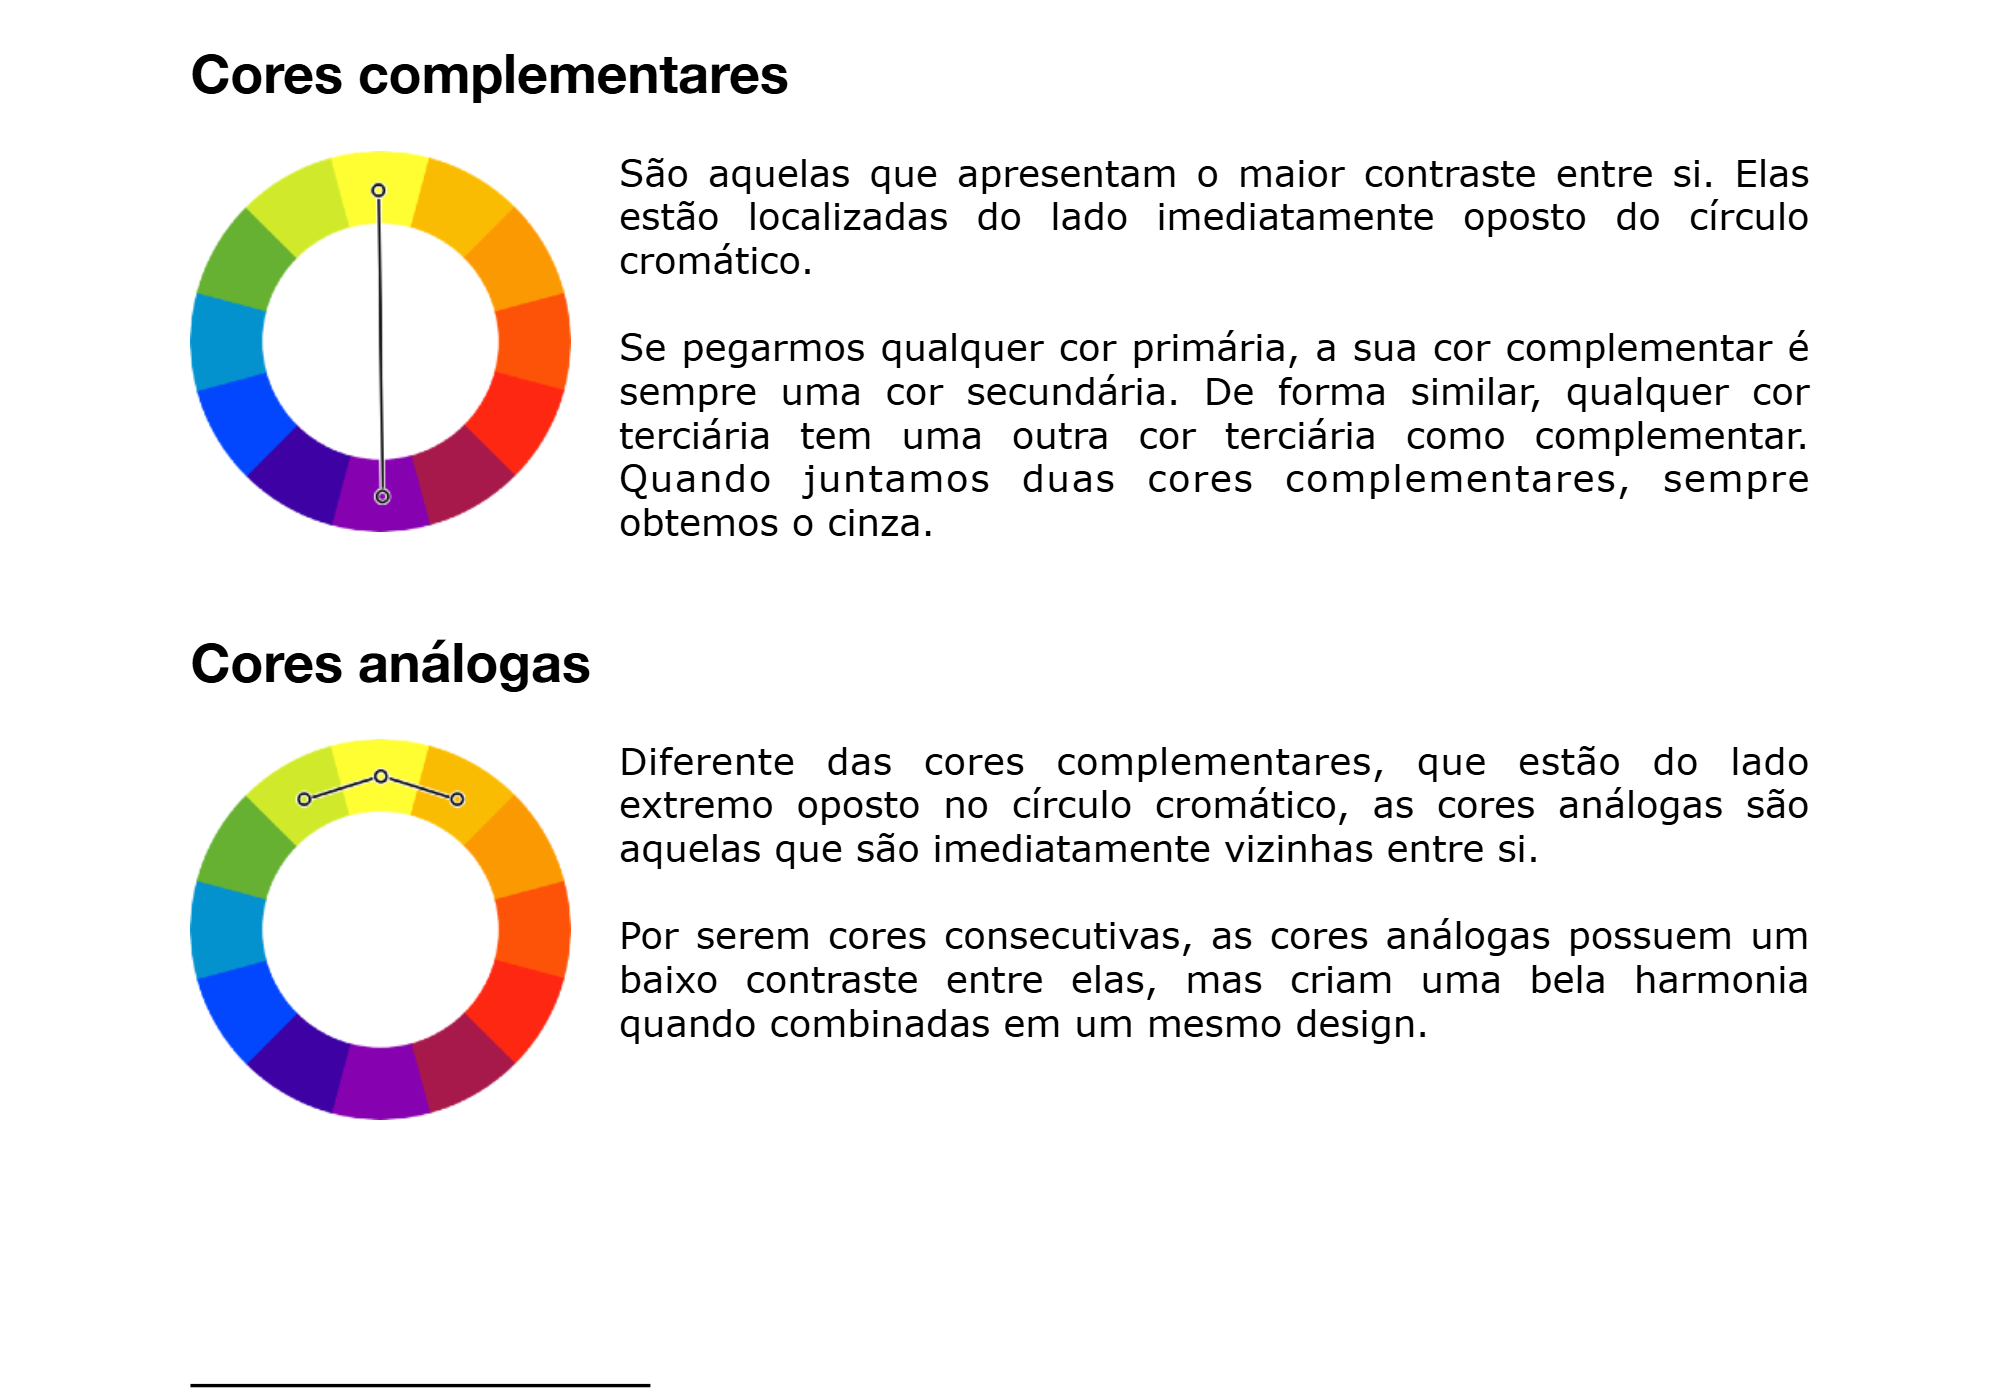 Cores complementares
São aquelas que apresentam o maior contraste entre si. Elas
estão localizadas do lado imediatamente oposto do círculo
cromático.
Se pegarmos qualquer cor primária, a sua cor complementar é
sempre uma cor secundária. De forma similar, qualquer cor
terciária tem uma outra cor terciária como complementar.
Quando juntamos duas cores complementares, sempre
obtemos o cinza.
Cores análogas
Diferente das cores complementares, que estão do lado
extremo oposto no círculo cromático, as cores análogas são
aquelas que são imediatamente vizinhas entre si.
Por serem cores consecutivas, as cores análogas possuem um
baixo contraste entre elas, mas criam uma bela harmonia
quando combinadas em um mesmo design.